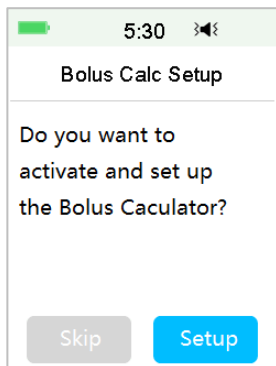 5:30
Bolus Calc Setup
Do you want to
activate and set up
the Bolus Caculator?
Skip Setup